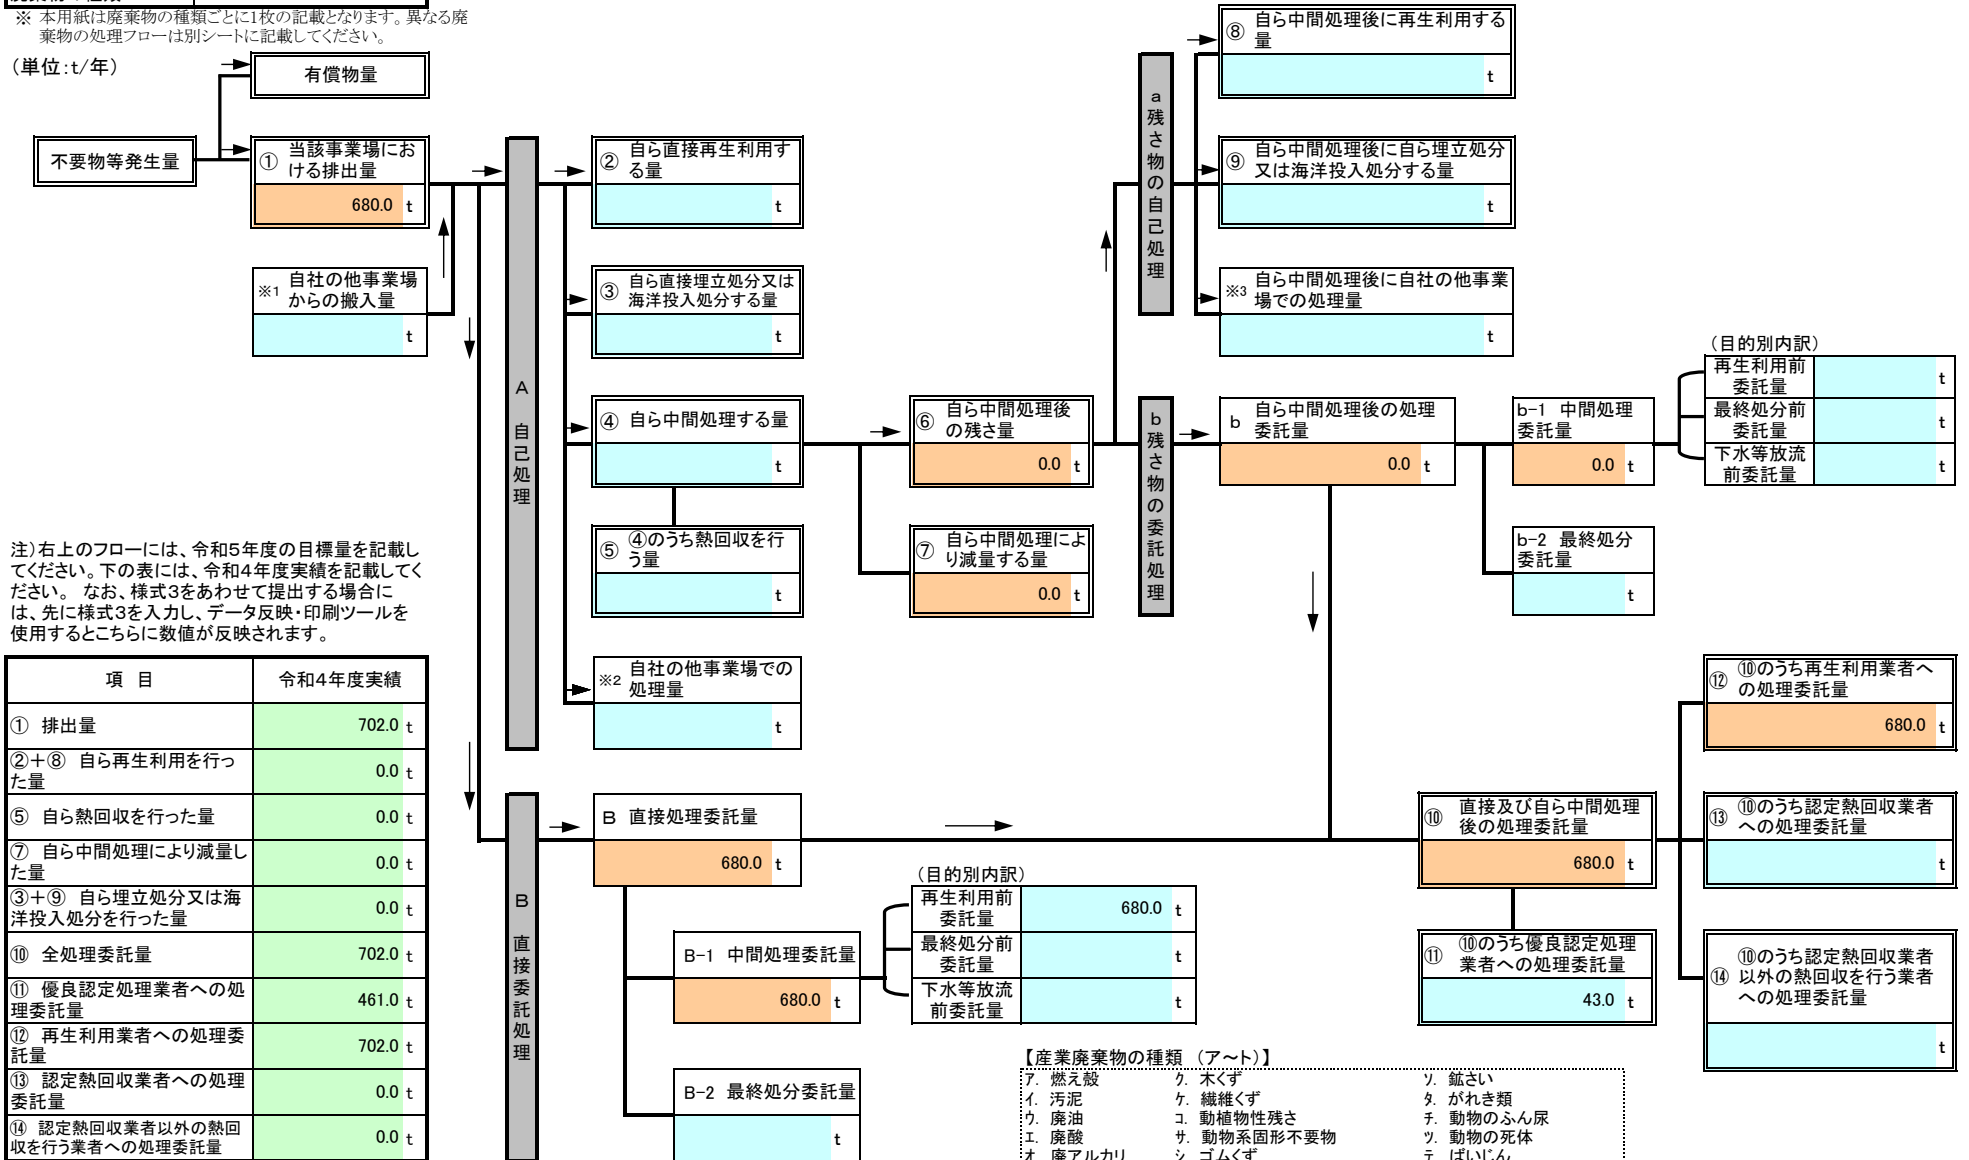 ※ 本用紙は廃棄物の種類ごとに1枚の記載となります。異なる廃
棄物の処理フローは別シートに記載してください。
(単位:t/年)
有償物量
不要物等発生量
① 当該事業場にお
ける排出量
680.0 t
※1 自社の他事業場
からの搬入量
t
A 自己処理
② 自ら直接再生利用す
る量
t
③ 自ら直接埋立処分又は
海洋投入処分する量
t
④ 自ら中間処理する量
t
⑤ ④のうち熱回収を行
う量
t
※2 自社の他事業場での
処理量
t
⑥ 自ら中間処理後
の残さ量
0.0 t
⑦ 自ら中間処理によ
り減量する量
0.0 t
a 残さ物の自己処理
⑧ 自ら中間処理後に再生利用する
量
t
⑨ 自ら中間処理後に自ら埋立処分
又は海洋投入処分する量
t
※3 自ら中間処理後に自社の他事業
場での処理量
t
b 残さ物の委託処理
b 自ら中間処理後の処理
委託量
0.0 t
b-1 中間処理
委託量
0.0 t
(目的別内訳)
再生利用前
委託量 t
最終処分前
委託量 t
下水等放流
前委託量 t
b-2 最終処分
委託量
t
注)右上のフローには、令和5年度の目標量を記載し
てください。下の表には、令和4年度実績を記載してく
ださい。 なお、様式3をあわせて提出する場合に
は、先に様式3を入力し、データ反映・印刷ツールを
使用するとこちらに数値が反映されます。
項 目 令和4年度実績
① 排出量 702.0 t
②+⑧ 自ら再生利用を行っ
た量 0.0 t
⑤ 自ら熱回収を行った量 0.0 t
⑦ 自ら中間処理により減量し
た量 0.0 t
③+⑨ 自ら埋立処分又は海
洋投入処分を行った量 0.0 t
⑩ 全処理委託量 702.0 t
⑪ 優良認定処理業者への処
理委託量 461.0 t
⑫ 再生利用業者への処理委
託量 702.0 t
⑬ 認定熱回収業者への処理
委託量 0.0 t
⑭ 認定熱回収業者以外の熱回
収を行う業者への処理委託量 0.0 t
B 直接委託処理
B 直接処理委託量
680.0 t
B-1 中間処理委託量
680.0 t
(目的別内訳)
再生利用前
委託量 680.0 t
最終処分前
委託量 t
下水等放流
前委託量 t
B-2 最終処分委託量
t
⑩ 直接及び自ら中間処理
後の処理委託量
680.0 t
⑪ ⑩のうち優良認定処理
業者への処理委託量
43.0 t
⑫ ⑩のうち再生利用業者へ
の処理委託量
680.0 t
⑬ ⑩のうち認定熱回収業者
への処理委託量
t
⑭ ⑩のうち認定熱回収業者
以外の熱回収を行う業者
への処理委託量
t
【産業廃棄物の種類 (ア~ト)】
ア. 燃え殻 ク. 木くず ソ. 鉱さい
イ. 汚泥 ケ. 繊維くず タ. がれき類
ウ. 廃油 コ. 動植物性残さ チ. 動物のふん尿
エ. 廃酸 サ. 動物系固形不要物 ツ. 動物の死体
オ. 廃アルカリ シ. ゴムくず テ. ばいじん